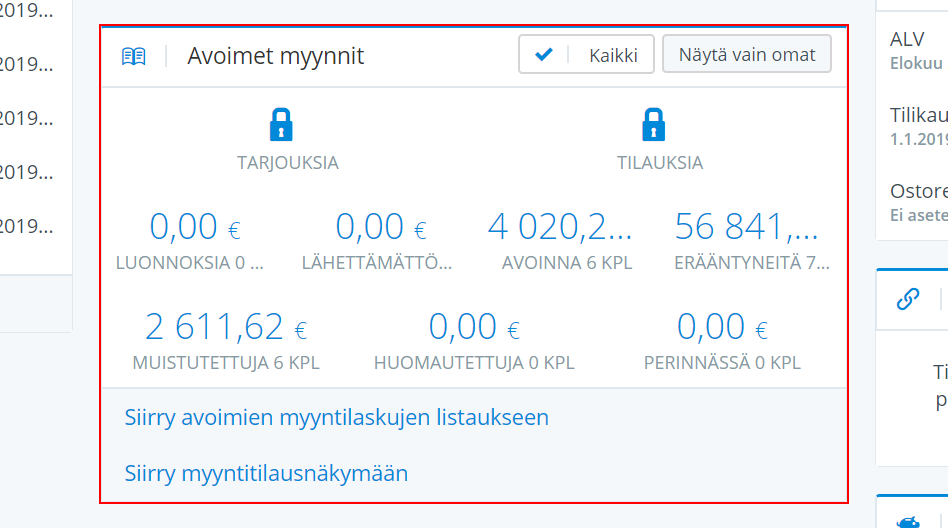 2019...
2019...
2019...
2019...
2019...
Avoimet myynnit
Kaikki
Näytä vain omat
TARJOUKSIA
TILAUKSIA
0,00 €
0,00 €
4 020,2...
56 841,...
LUONNOKSIA 0 ...
LÄHETTÄMÄTTÖ...
AVOINNA 6 KPL
ERÄÄNTYNEITÄ 7...
2 611,62 €
0,00 €
0,00 €
MUISTUTETTUJA 6 KPL
HUOMAUTETTUJA 0 KPL
PERINNÄSSÄ 0 KPL
Siirry avoimien myyntilaskujen listaukseen
Siirry myyntitilausnäkymään
ALV
Elokuu
Tilikau
1.1.2019
Ostore
Ei asete
Ti
p